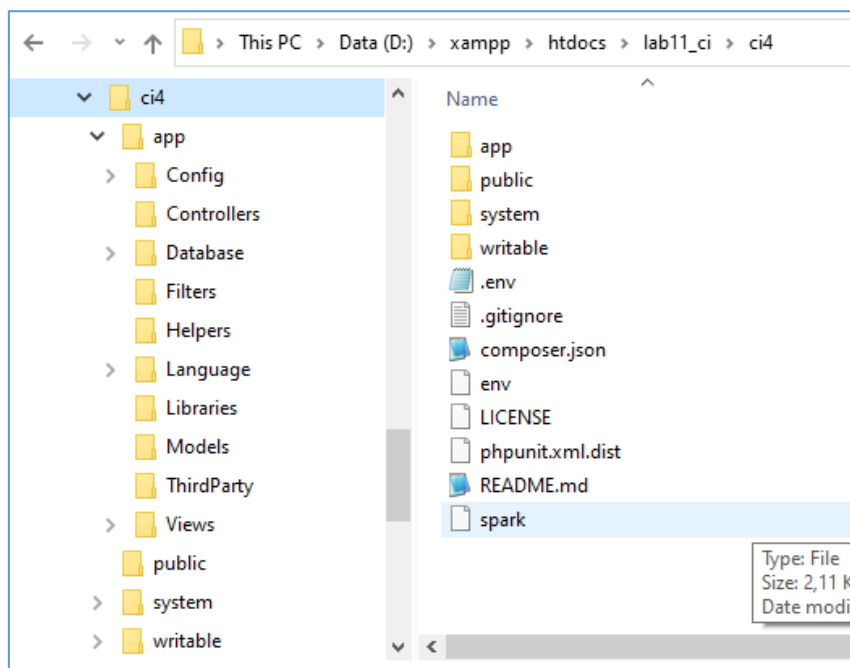 This PC > Data (D:) > xampp > htdocs > lab11_ci > ci4
ci4
app
Config
Controllers
Database
Filters
Helpers
Language
Libraries
Models
ThirdParty
Views
public
system
writable
Name
app
public
system
writable
.env
.gitignore
composer.json
env
LICENSE
phpunit.xml.dist
README.md
spark
Type: File
Size: 2,11 K
Date modi